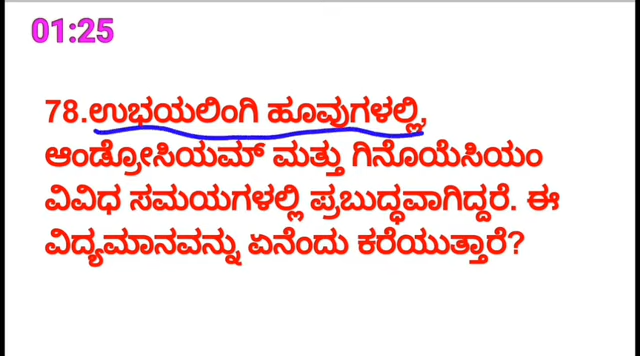 01:25
78.ಉಭಯಲಿಂಗಿ ಹೂವುಗಳಲ್ಲಿ,
ಆಂಡ್ರೋಸಿಯಮ್ ಮತ್ತು ಗಿನೊಯೆಸಿಯಂ
ವಿವಿಧ ಸಮಯಗಳಲ್ಲಿ ಪ್ರಬುದ್ಧವಾಗಿದ್ದರೆ. ಈ
ವಿದ್ಯಮಾನವನ್ನು ಏನೆಂದು ಕರೆಯುತ್ತಾರೆ?